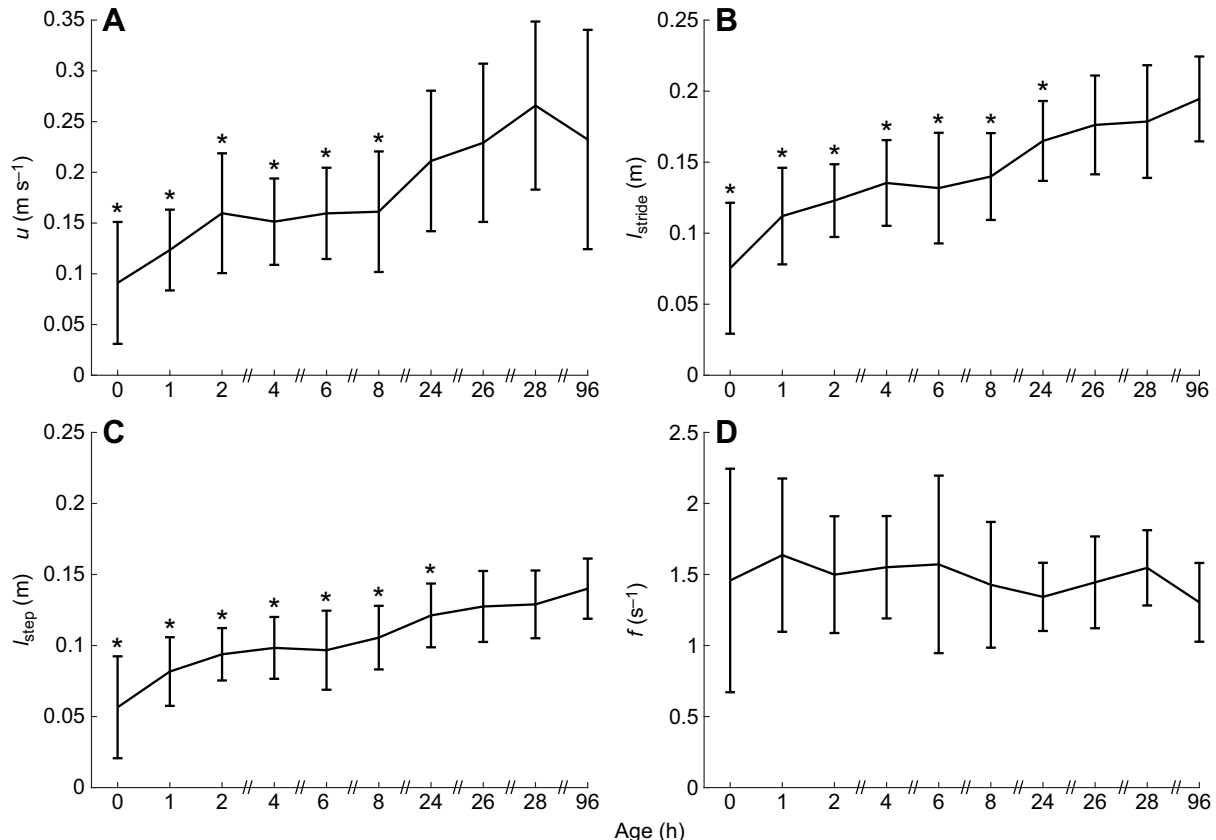 A
u (m s–1)
0.35
0.3
0.25
0.2
0.15
0.1
0.05
0
* * * * * *
0 1 2 4 6 8 24 26 28 96
B
lstride (m)
0.25
0.2
0.15
0.1
0.05
0
* * * * * * *
0 1 2 4 6 8 24 26 28 96
C
lstep (m)
0.25
0.2
0.15
0.1
0.05
0
* * * * * * *
0 1 2 4 6 8 24 26 28 96
D
f (s–1)
2.5
2
1.5
1
0.5
0
0 1 2 4 6 8 24 26 28 96
Age (h)